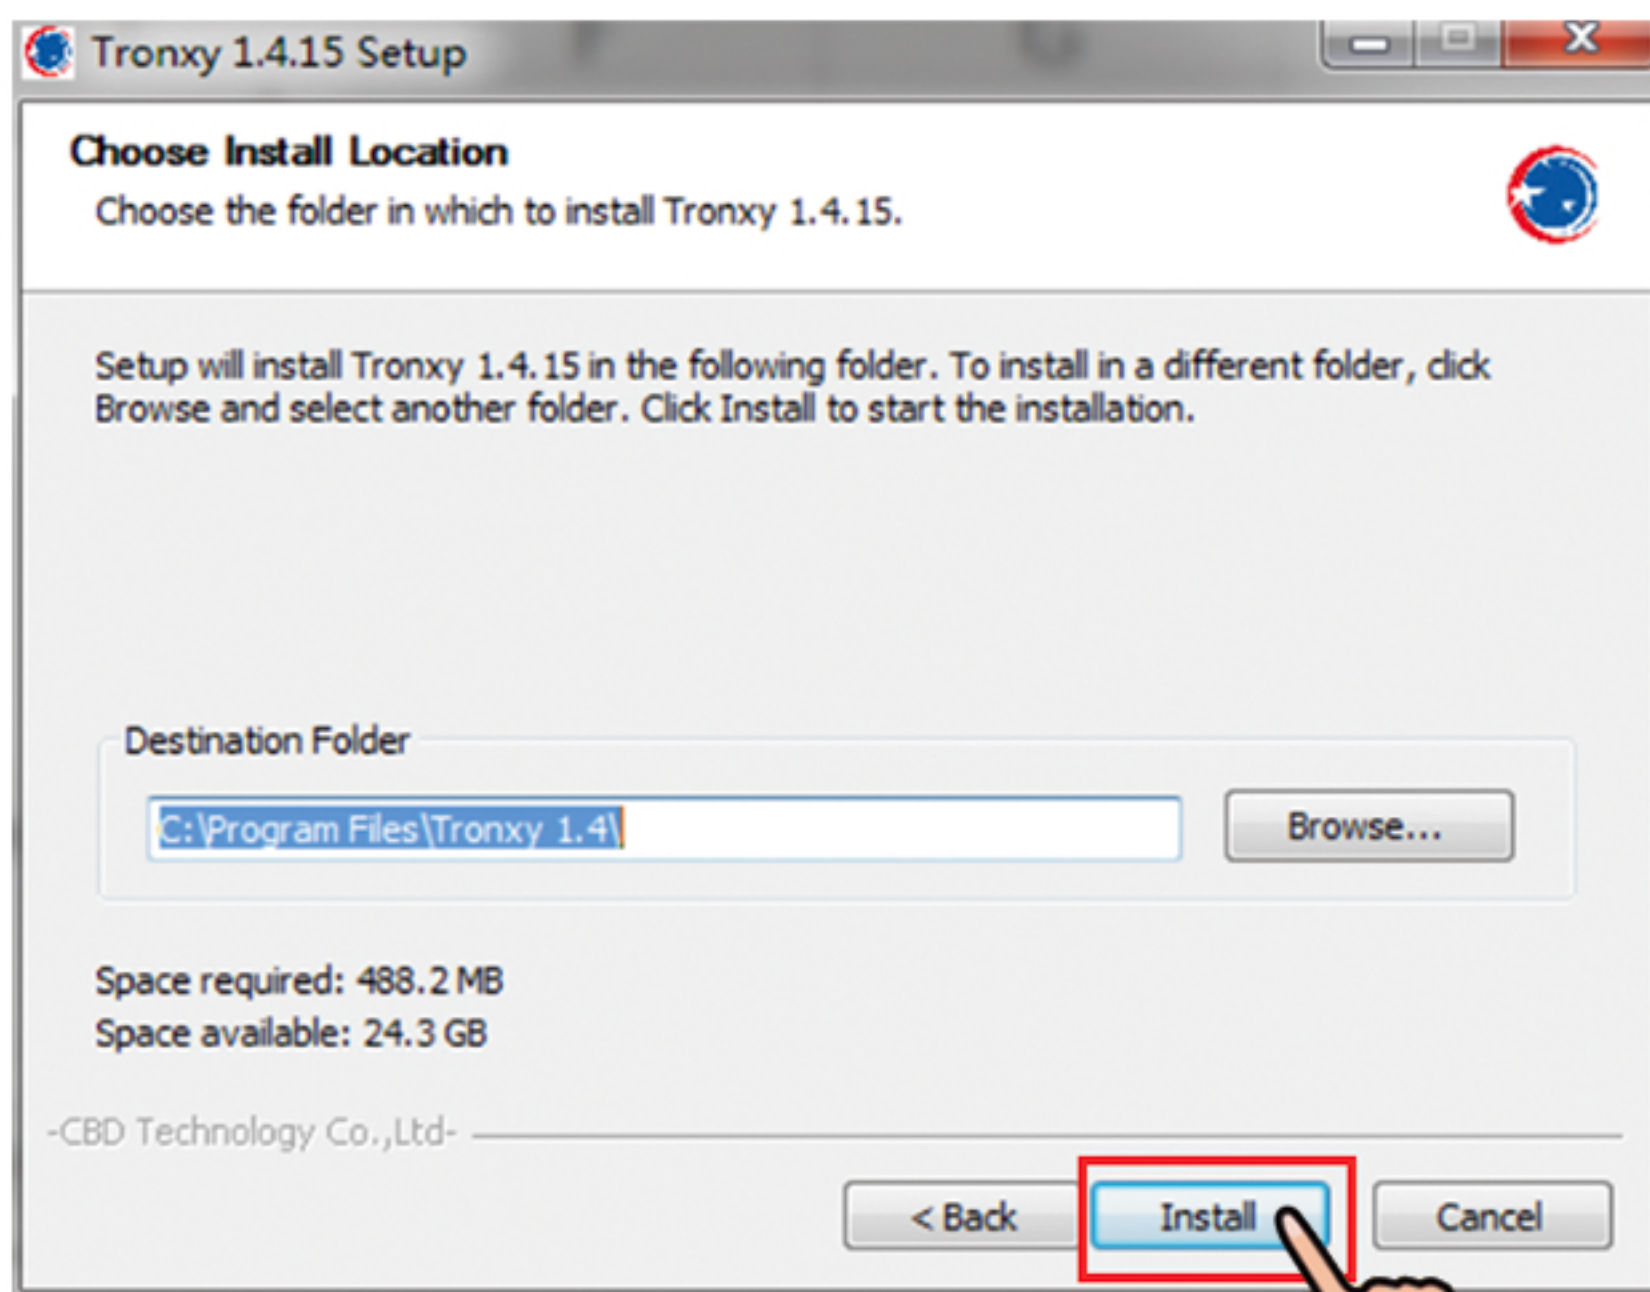 Tronxy 1.4.15 Setup
Choose Install Location
Choose the folder in which to install Tronxy 1.4.15.
Setup will install Tronxy 1.4.15 in the following folder. To install in a different folder, click
Browse and select another folder. Click Install to start the installation.
Destination Folder
C:\Program Files\Tronxy 1.4\
Browse...
Space required: 488.2 MB
Space available: 24.3 GB
-CBD Technology Co.,Ltd-
< Back
Install
Cancel